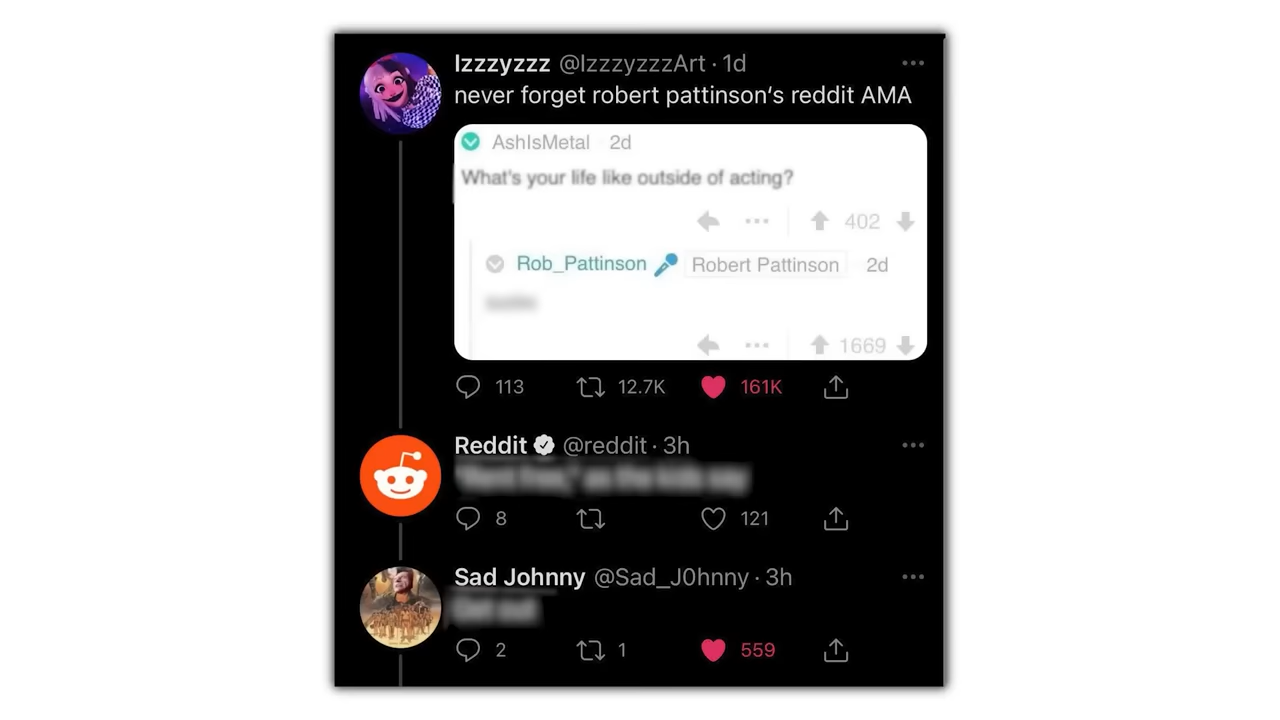 Izzzyzzz @IzzzyzzzArt · 1d
never forget robert pattinson's reddit AMA
AshIsMetal 2d
What's your life like outside of acting?
402
Rob_Pattinson Robert Pattinson 2d
1669
113 12.7K 161K
Reddit @reddit · 3h
8 121
Sad Johnny @Sad_J0hnny · 3h
2 1 559